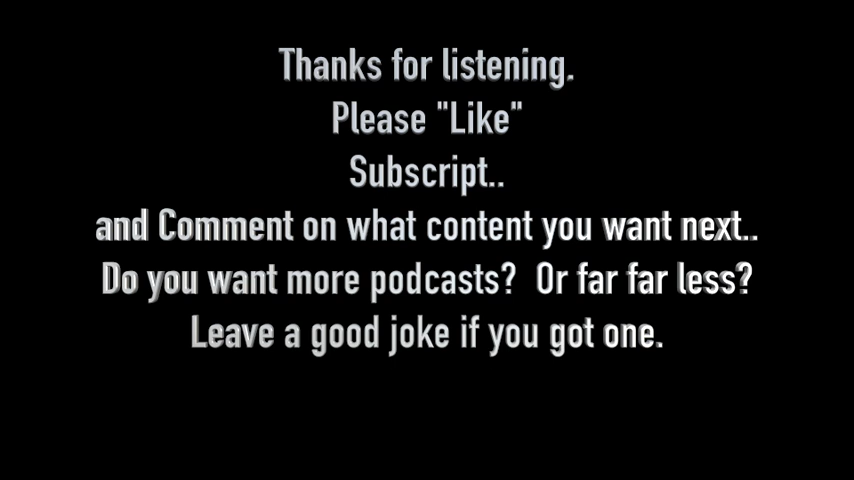 Thanks for listening.
Please "Like"
Subscript..
and Comment on what content you want next..
Do you want more podcasts?  Or far far less?
Leave a good joke if you got one.